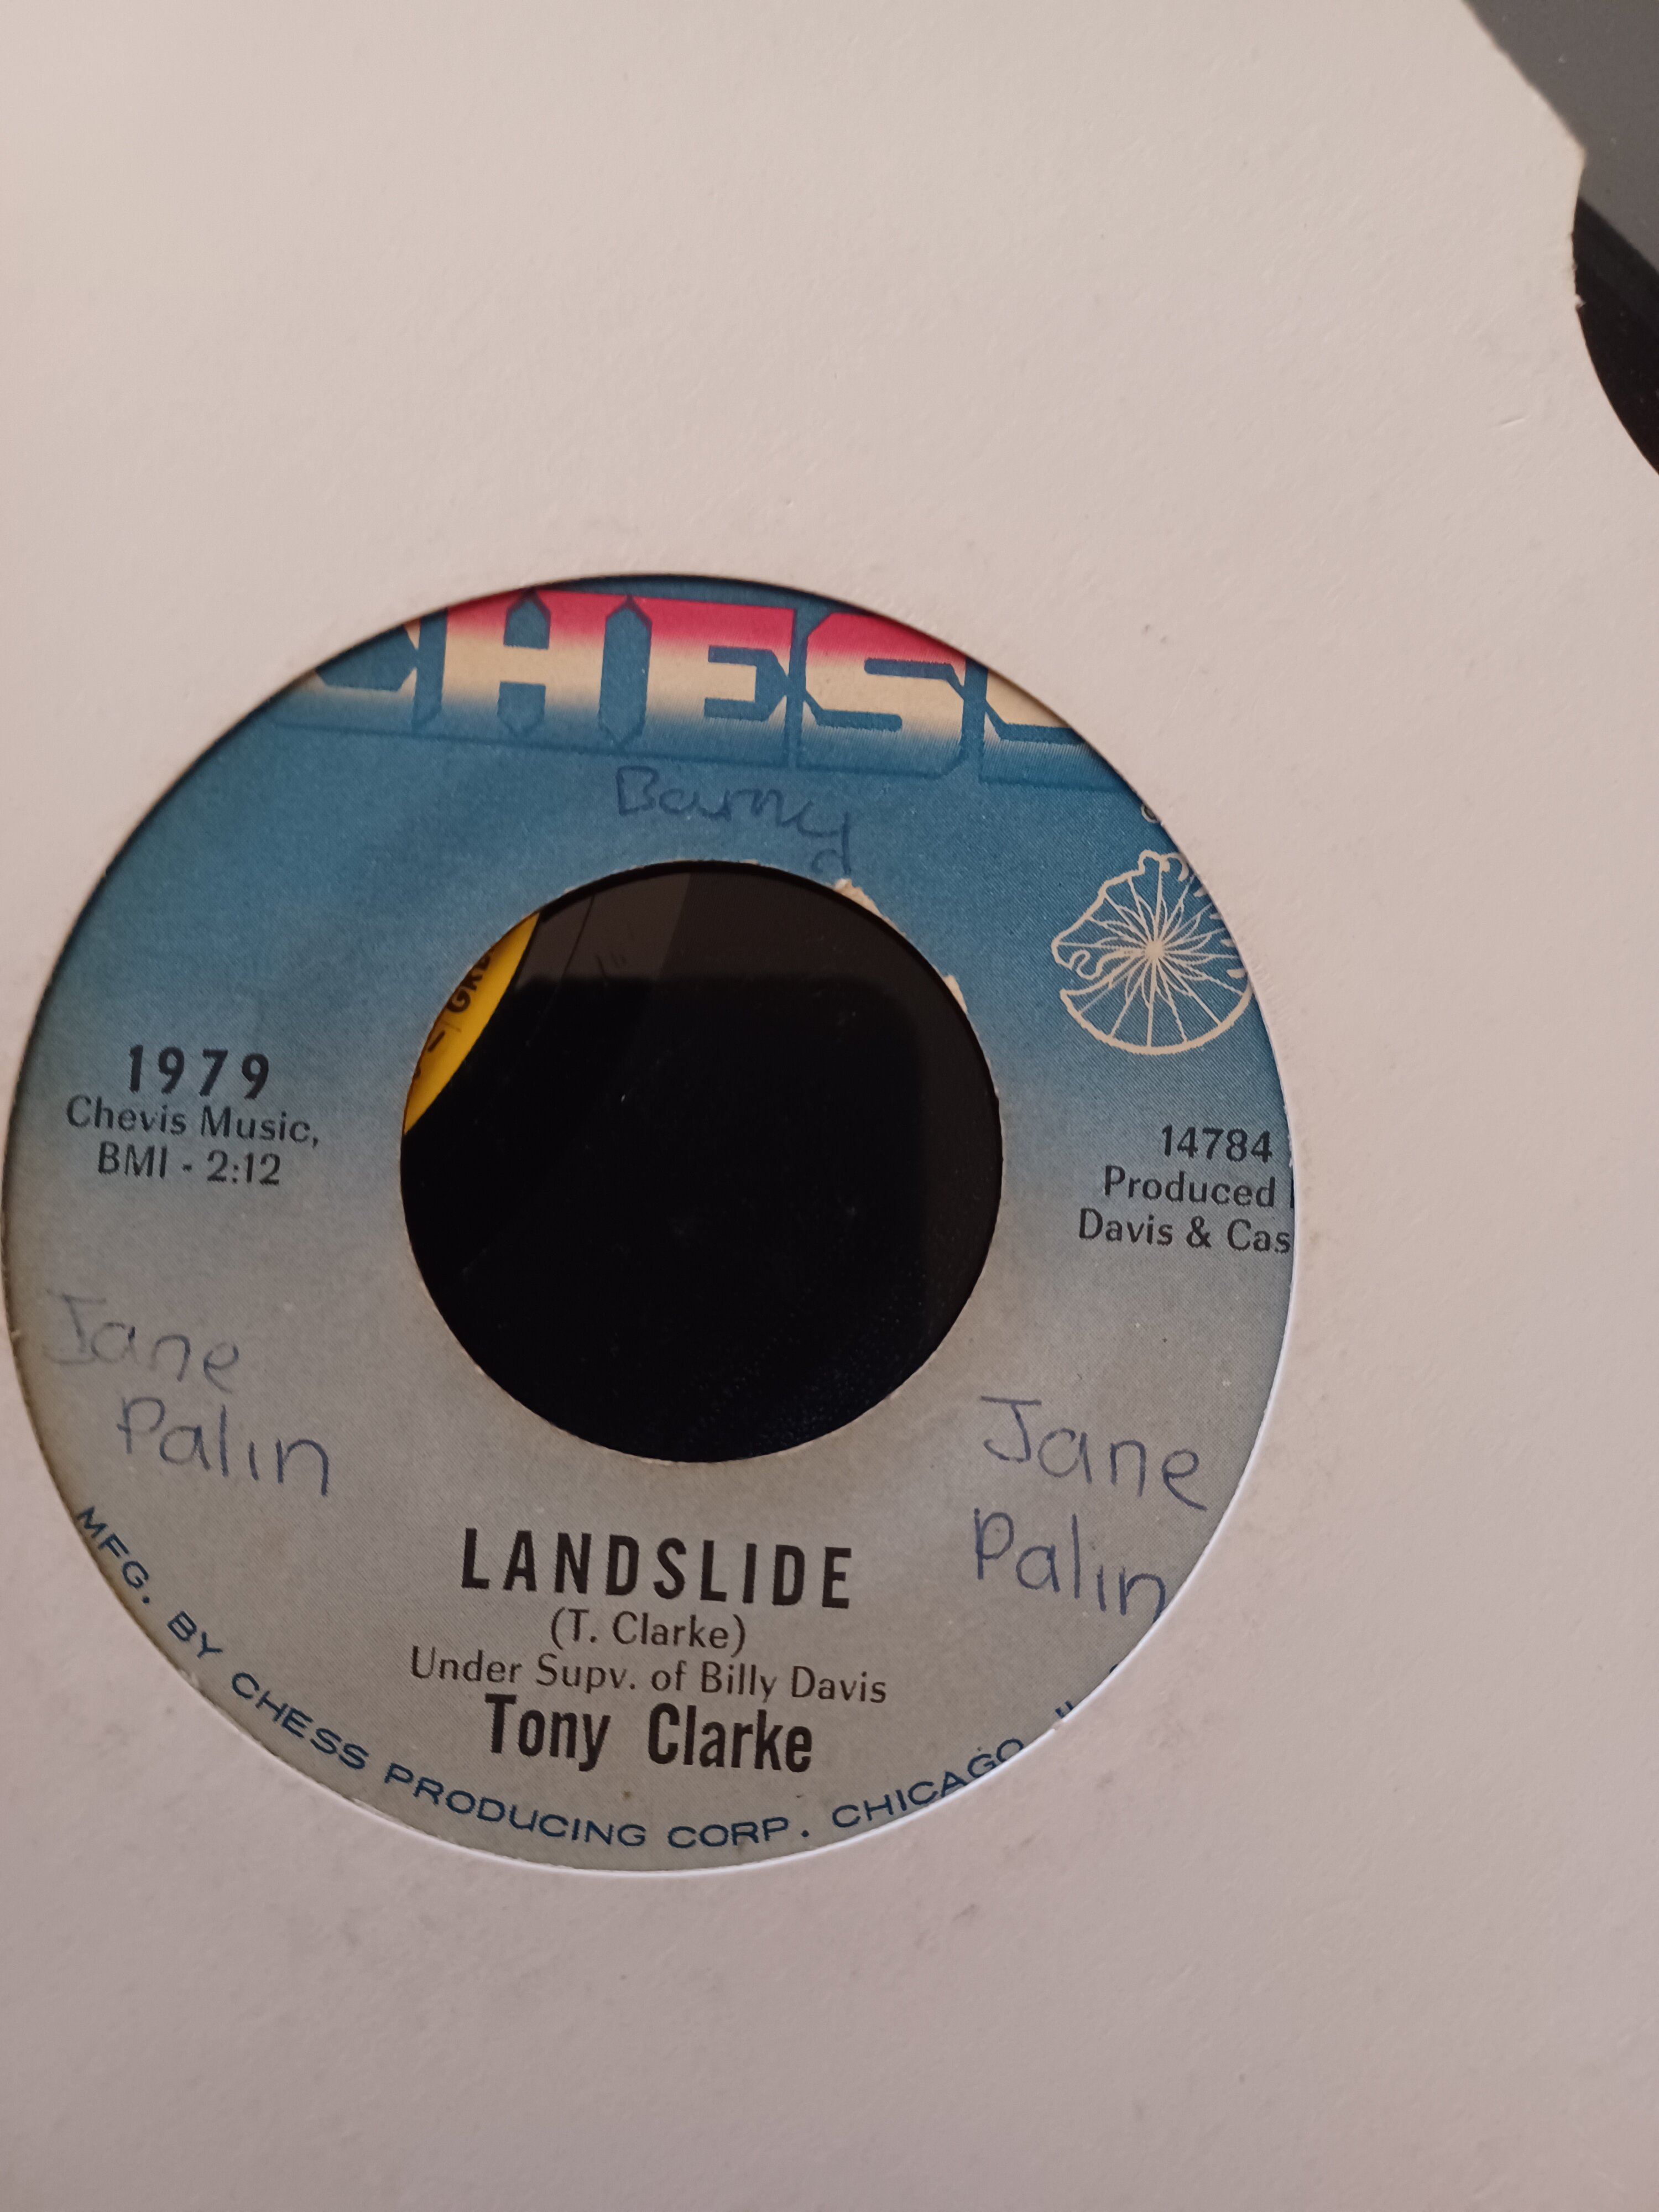 CHESS
Barny
1979
Chevis Music,
BMI - 2:12
14784
Produced
Davis & Cas
Jane
Palin
Jane
Palin
LANDSLIDE
(T. Clarke)
Under Supv. of Billy Davis
Tony Clarke
MFG. BY CHESS PRODUCING CORP. CHICAGO